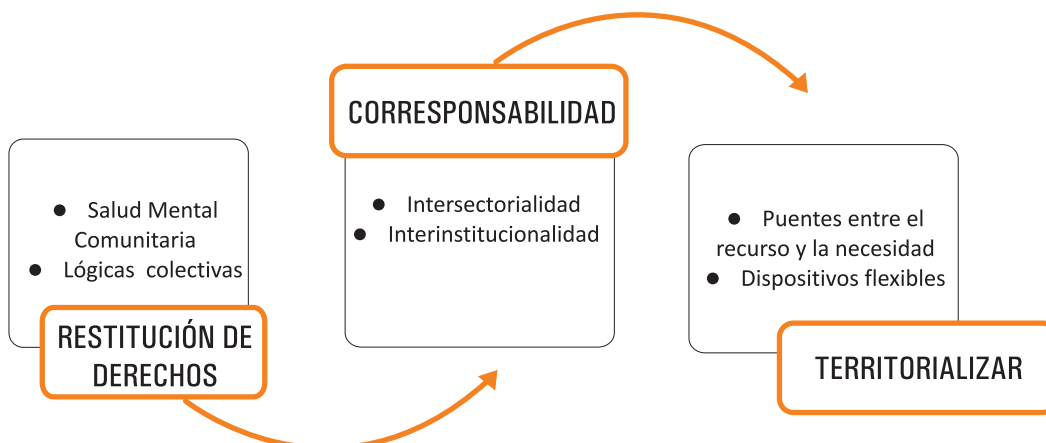 ● Salud Mental
Comunitaria
● Lógicas colectivas
RESTITUCIÓN DE
DERECHOS
CORRESPONSABILIDAD
● Intersectorialidad
● Interinstitucionalidad
● Puentes entre el
recurso y la necesidad
● Dispositivos flexibles
TERRITORIALIZAR